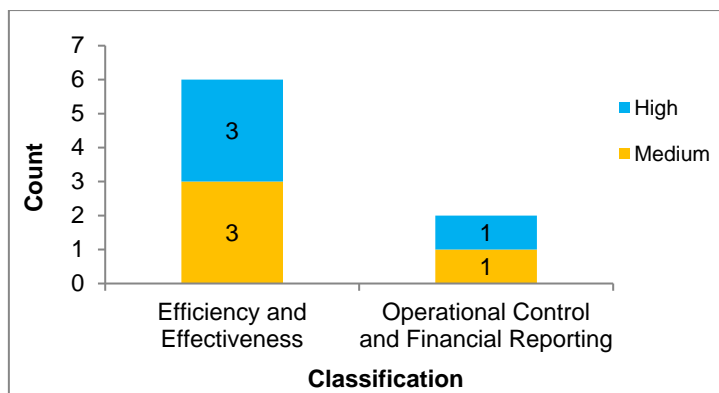 7
6
5
4
3
2
1
0
Count
3
3
1
1
High
Medium
Efficiency and
Effectiveness
Operational Control
and Financial Reporting
Classification